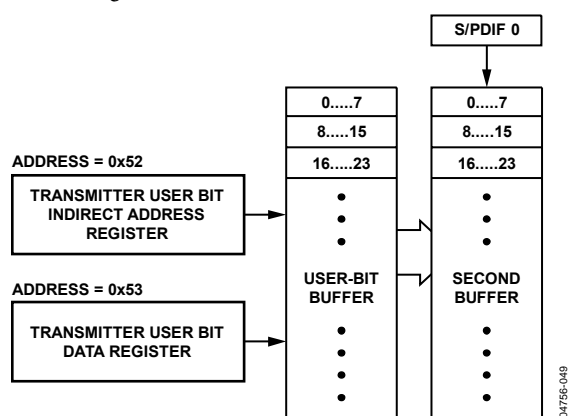 S/PDIF 0
0.....7
0.....7
8.....15
8.....15
16.....23
16.....23
ADDRESS = 0x52
TRANSMITTER USER BIT
INDIRECT ADDRESS
REGISTER
USER-BIT
BUFFER
SECOND
BUFFER
ADDRESS = 0x53
TRANSMITTER USER BIT
DATA REGISTER
04756-049